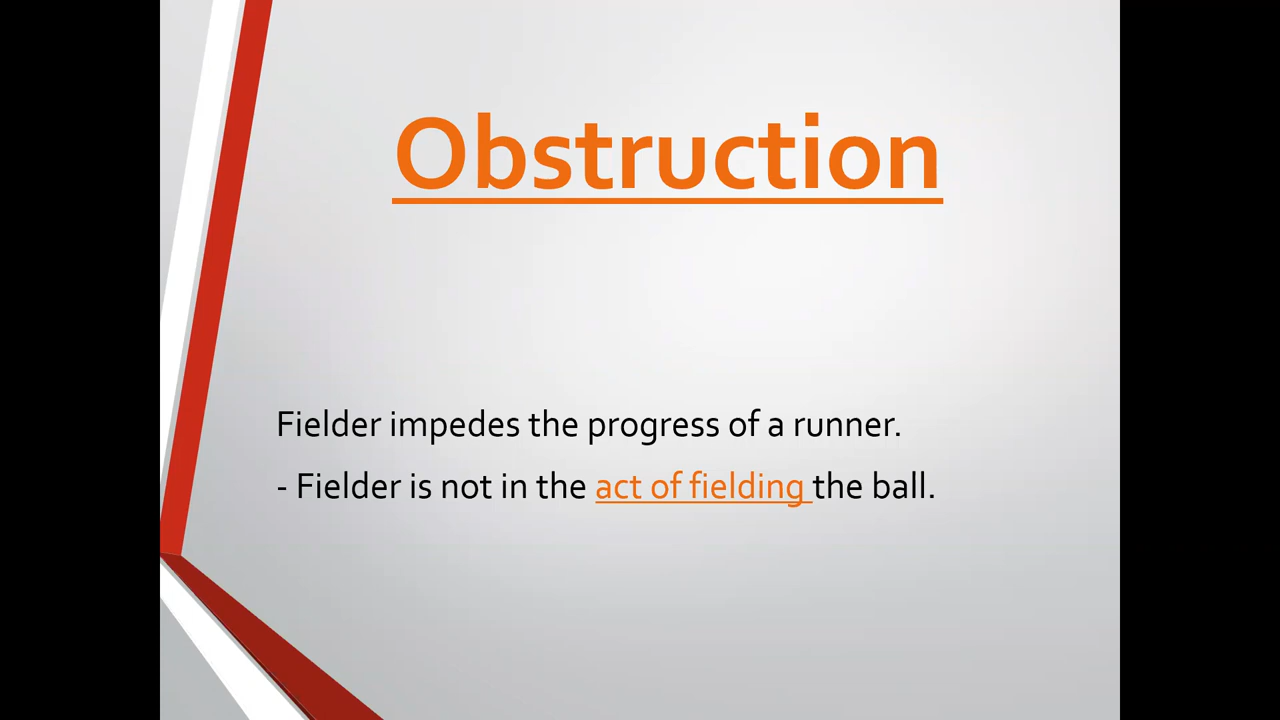 Obstruction
Fielder impedes the progress of a runner.
- Fielder is not in the act of fielding the ball.